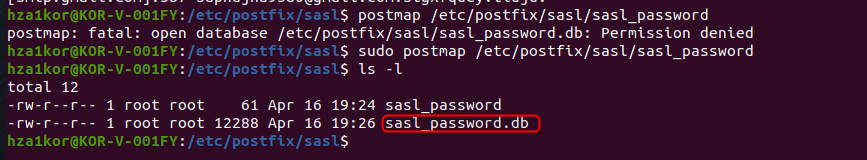 hza1kor@KOR-V-001FY:/etc/postfix/sasl$ postmap /etc/postfix/sasl/sasl_password
postmap: fatal: open database /etc/postfix/sasl/sasl_password.db: Permission denied
hza1kor@KOR-V-001FY:/etc/postfix/sasl$ sudo postmap /etc/postfix/sasl/sasl_password
hza1kor@KOR-V-001FY:/etc/postfix/sasl$ ls -l
total 12
-rw-r--r-- 1 root root    61 Apr 16 19:24 sasl_password
-rw-r--r-- 1 root root 12288 Apr 16 19:26 sasl_password.db
hza1kor@KOR-V-001FY:/etc/postfix/sasl$